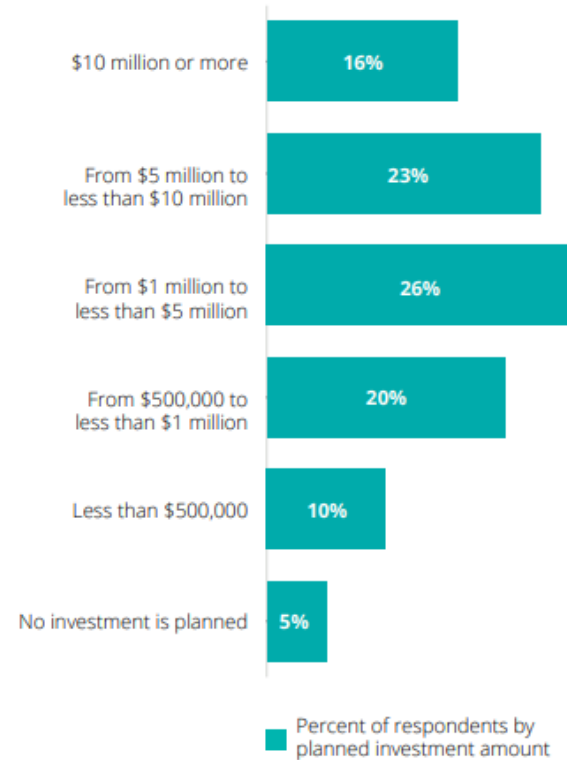 $10 million or more
16%
From $5 million to
less than $10 million
23%
From $1 million to
less than $5 million
26%
From $500,000 to
less than $1 million
20%
Less than $500,000
10%
No investment is planned
5%
Percent of respondents by
planned investment amount